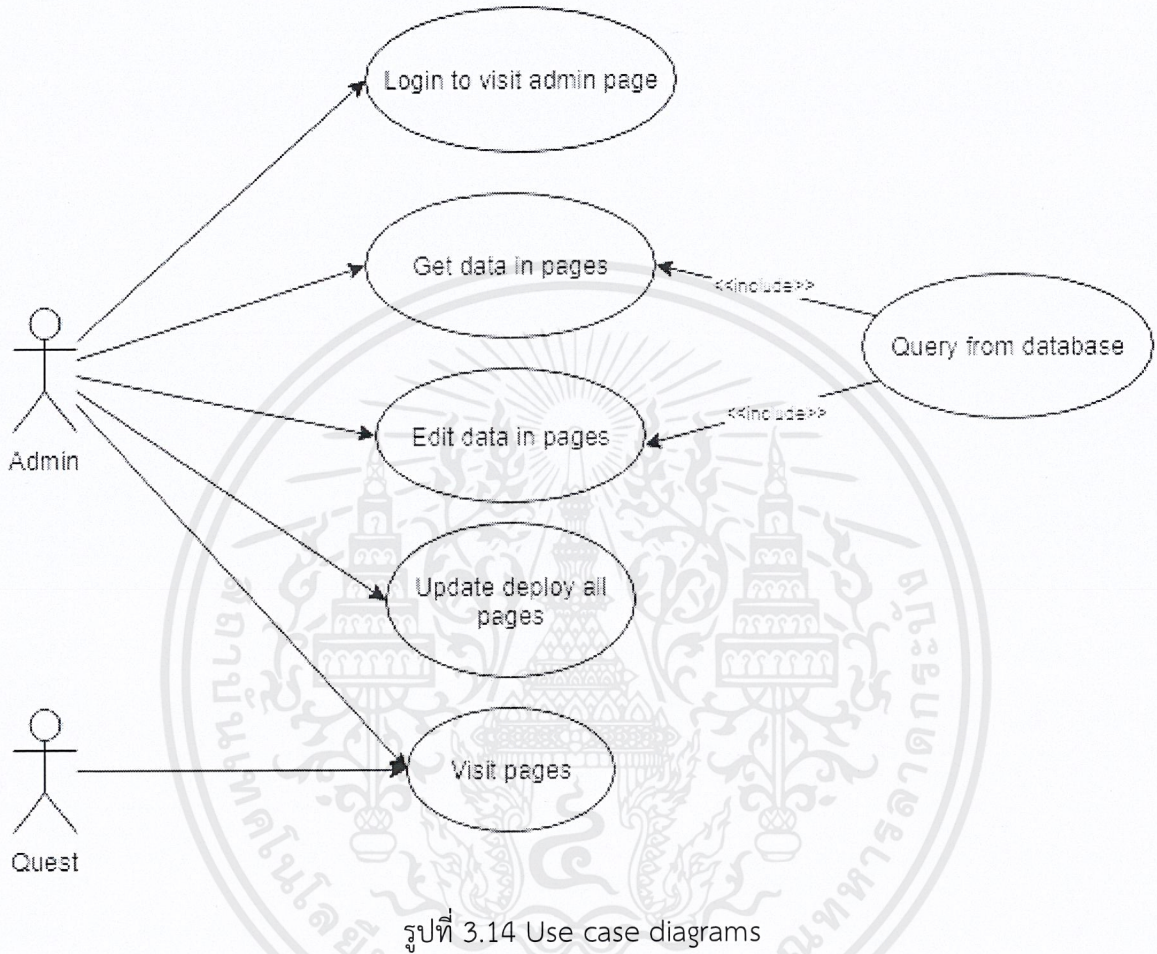 Login to visit admin page
Get data in pages
<<include>>
Query from database
<<include>>
Edit data in pages
Admin
Update deploy all
pages
Visit pages
Quest
รูปที่ 3.14 Use case diagrams